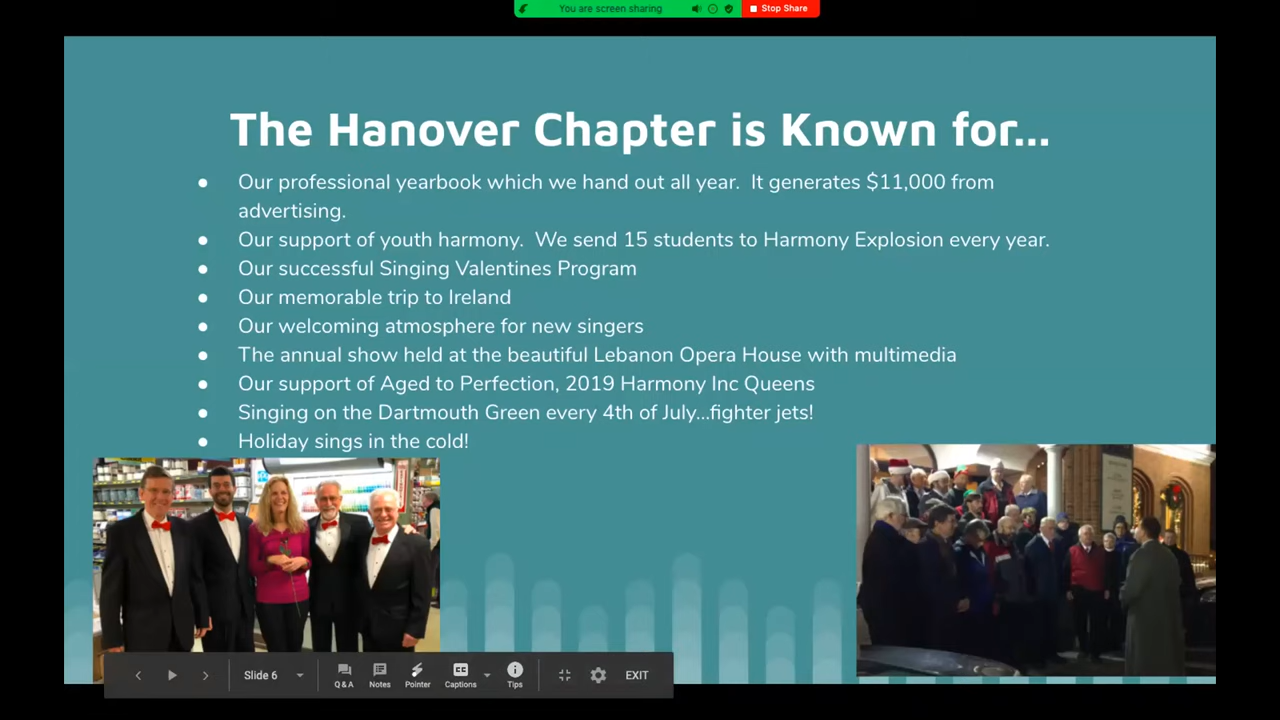 You are screen sharing
Stop Share
The Hanover Chapter is Known for...
● Our professional yearbook which we hand out all year. It generates $11,000 from
advertising.
● Our support of youth harmony. We send 15 students to Harmony Explosion every year.
● Our successful Singing Valentines Program
● Our memorable trip to Ireland
● Our welcoming atmosphere for new singers
● The annual show held at the beautiful Lebanon Opera House with multimedia
● Our support of Aged to Perfection, 2019 Harmony Inc Queens
● Singing on the Dartmouth Green every 4th of July...fighter jets!
● Holiday sings in the cold!
Slide 6
Q&A
Notes
Pointer
Captions
Tips
EXIT